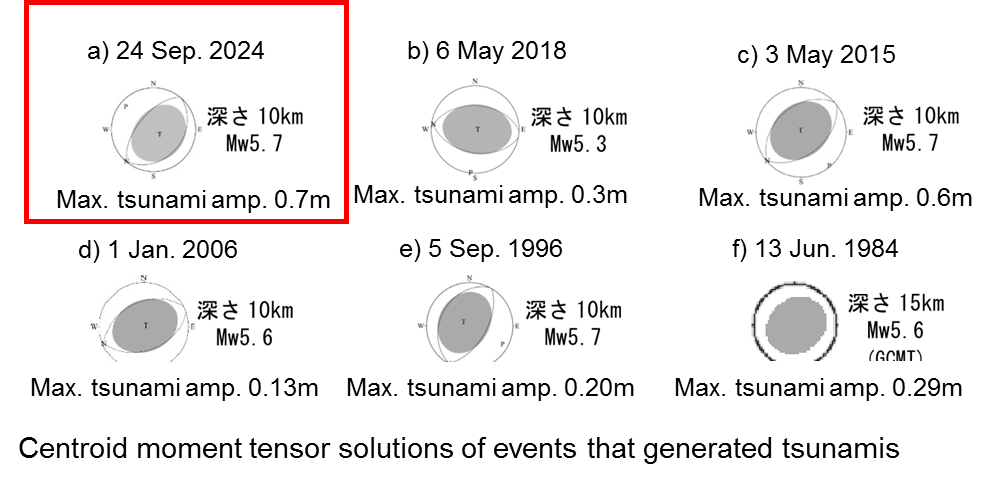 a) 24 Sep. 2024
N
P
W
T
E
N
S
深さ 10km
Mw5.7
Max. tsunami amp. 0.7m
b) 6 May 2018
N
W
N
T
E
P
S
深さ 10km
Mw5.3
Max. tsunami amp. 0.3m
c) 3 May 2015
N
W
T
E
N
P
S
深さ 10km
Mw5.7
Max. tsunami amp. 0.6m
d) 1 Jan. 2006
N
W
T
E
N
深さ 10km
Mw5.6
Max. tsunami amp. 0.13m
e) 5 Sep. 1996
N
W
T
E
P
深さ 10km
Mw5.7
Max. tsunami amp. 0.20m
f) 13 Jun. 1984
深さ 15km
Mw5.6
(GCMT)
Max. tsunami amp. 0.29m
Centroid moment tensor solutions of events that generated tsunamis